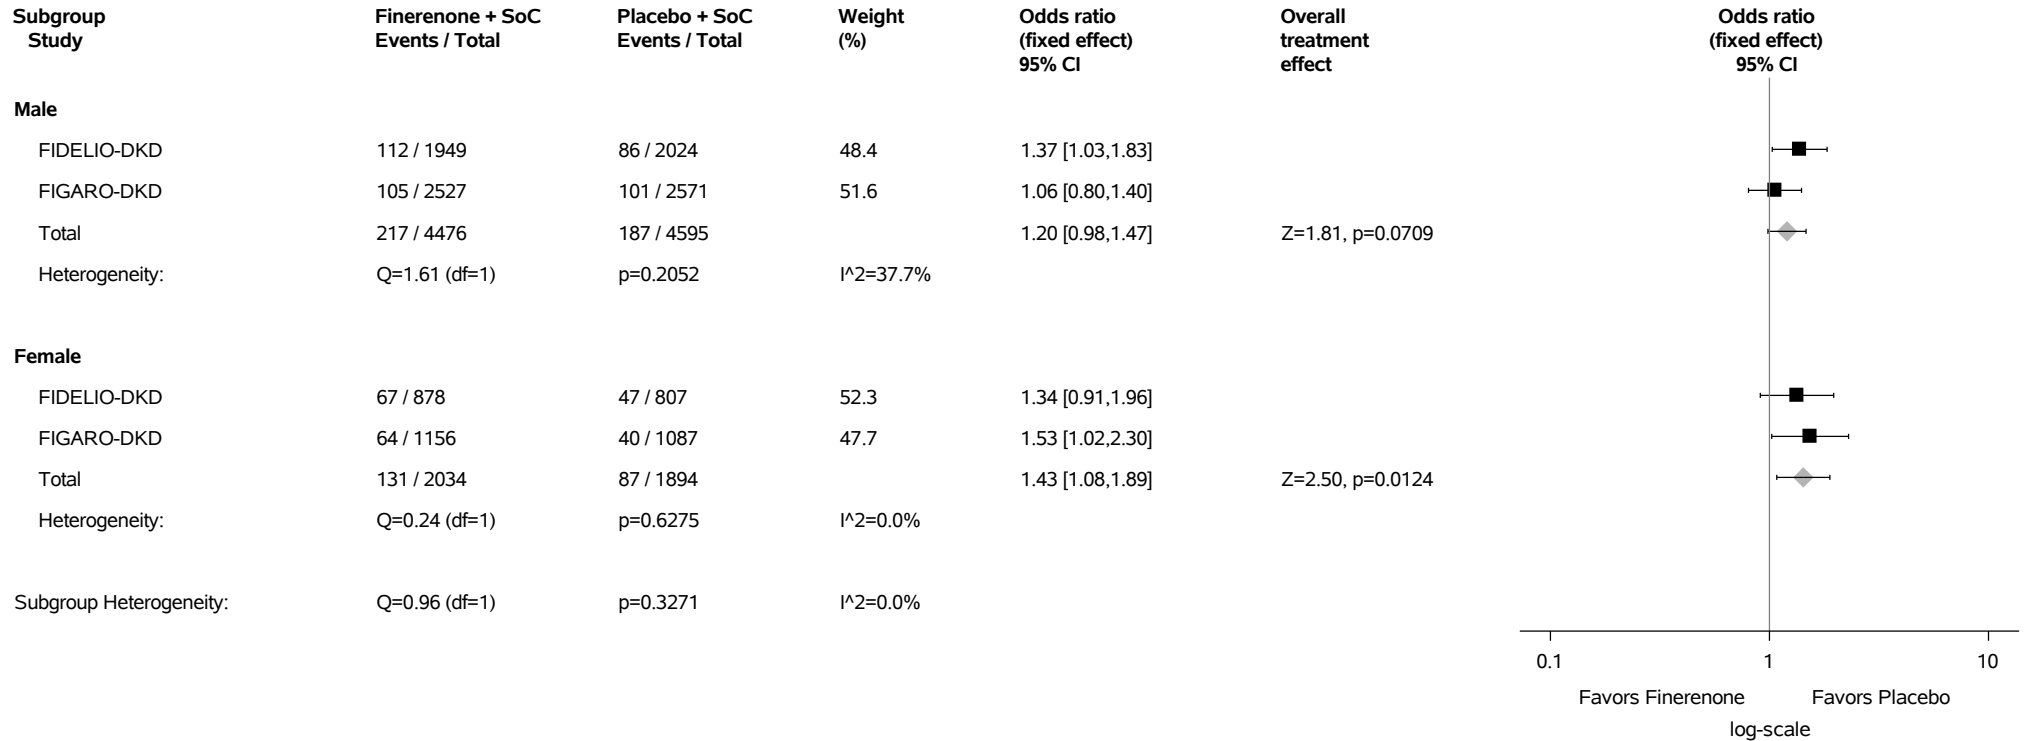 Subgroup Finerenone + SoC Placebo + SoC Weight Odds ratio Overall Odds ratio
Study Events / Total Events / Total (%) (fixed effect) treatment (fixed effect)
95% CI effect 95% CI
Male
FIDELIO-DKD 112 / 1949 86 / 2024 48.4 1.37 [1.03,1.83]
FIGARO-DKD 105 / 2527 101 / 2571 51.6 1.06 [0.80,1.40]
Total 217 / 4476 187 / 4595 1.20 [0.98,1.47] Z=1.81, p=0.0709
Heterogeneity: Q=1.61 (df=1) p=0.2052 I^2=37.7%
Female
FIDELIO-DKD 67 / 878 47 / 807 52.3 1.34 [0.91,1.96]
FIGARO-DKD 64 / 1156 40 / 1087 47.7 1.53 [1.02,2.30]
Total 131 / 2034 87 / 1894 1.43 [1.08,1.89] Z=2.50, p=0.0124
Heterogeneity: Q=0.24 (df=1) p=0.6275 I^2=0.0%
Subgroup Heterogeneity: Q=0.96 (df=1) p=0.3271 I^2=0.0%
0.1 1 10
Favors Finerenone Favors Placebo
log-scale